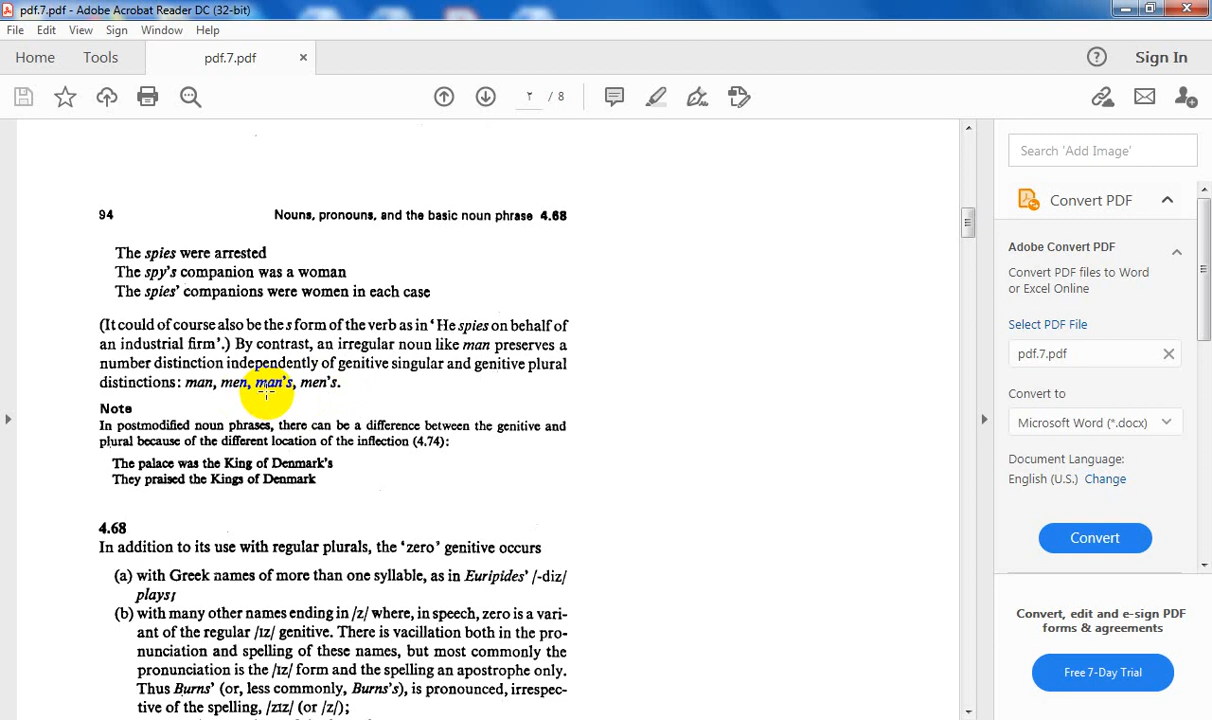 pdf.7.pdf - Adobe Acrobat Reader DC (32-bit)
File Edit View Sign Window Help
Home Tools pdf.7.pdf × Sign In
٢ / 8
94 Nouns, pronouns, and the basic noun phrase 4.68
The spies were arrested
The spy's companion was a woman
The spies' companions were women in each case
(It could of course also be the s form of the verb as in 'He spies on behalf of
an industrial firm'.) By contrast, an irregular noun like man preserves a
number distinction independently of genitive singular and genitive plural
distinctions: man, men, man's, men's.
Note
In postmodified noun phrases, there can be a difference between the genitive and
plural because of the different location of the inflection (4.74):
The palace was the King of Denmark's
They praised the Kings of Denmark
4.68
In addition to its use with regular plurals, the 'zero' genitive occurs
(a) with Greek names of more than one syllable, as in Euripides' /-diz/
plays;
(b) with many other names ending in /z/ where, in speech, zero is a vari-
ant of the regular /ɪz/ genitive. There is vacillation both in the pro-
nunciation and spelling of these names, but most commonly the
pronunciation is the /ɪz/ form and the spelling an apostrophe only.
Thus Burns' (or, less commonly, Burns's), is pronounced, irrespec-
tive of the spelling, /zɪz/ (or /z/);
Search 'Add Image'
Convert PDF
Adobe Convert PDF
Convert PDF files to Word
or Excel Online
Select PDF File
pdf.7.pdf
Convert to
Microsoft Word (*.docx)
Document Language:
English (U.S.) Change
Convert
Convert, edit and e-sign PDF
forms & agreements
Free 7-Day Trial